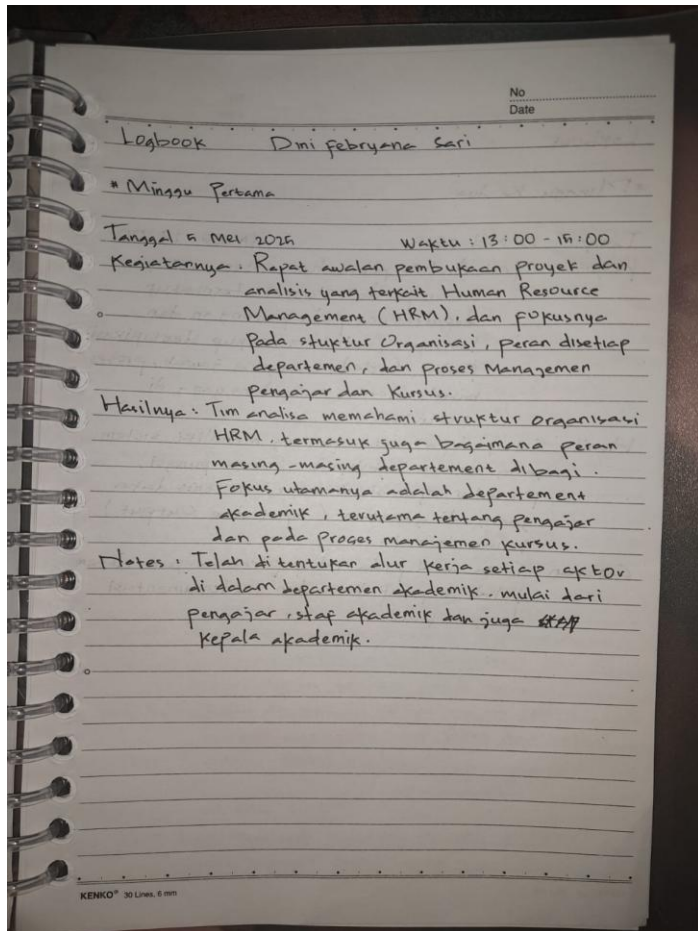 No
Date
Logbook Dini febryana Sari
* Minggu Pertama
Tanggal 5 Mei 2025 Waktu : 13:00 - 15:00
Kegiatannya : Rapat awalan pembukaan proyek dan
analisis yang terkait Human Resource
Management (HRM), dan fokusnya
pada stuktur Organisasi, peran disetiap
departemen, dan proses Manajemen
pengajar dan Kursus.
Hasilnya : Tim analisa memahami struktur organisasi
HRM, termasuk juga bagaimana peran
masing-masing departement dibagi.
Fokus utamanya adalah departement
akademik, terutama tentang pengajar
dan pada Proses manajemen kursus.
Notes : Telah ditentukan alur kerja setiap aktor
di dalam departemen akademik, mulai dari
pengajar, staf akademik dan juga
kepala akademik.
KENKO® 30 Lines, 6 mm